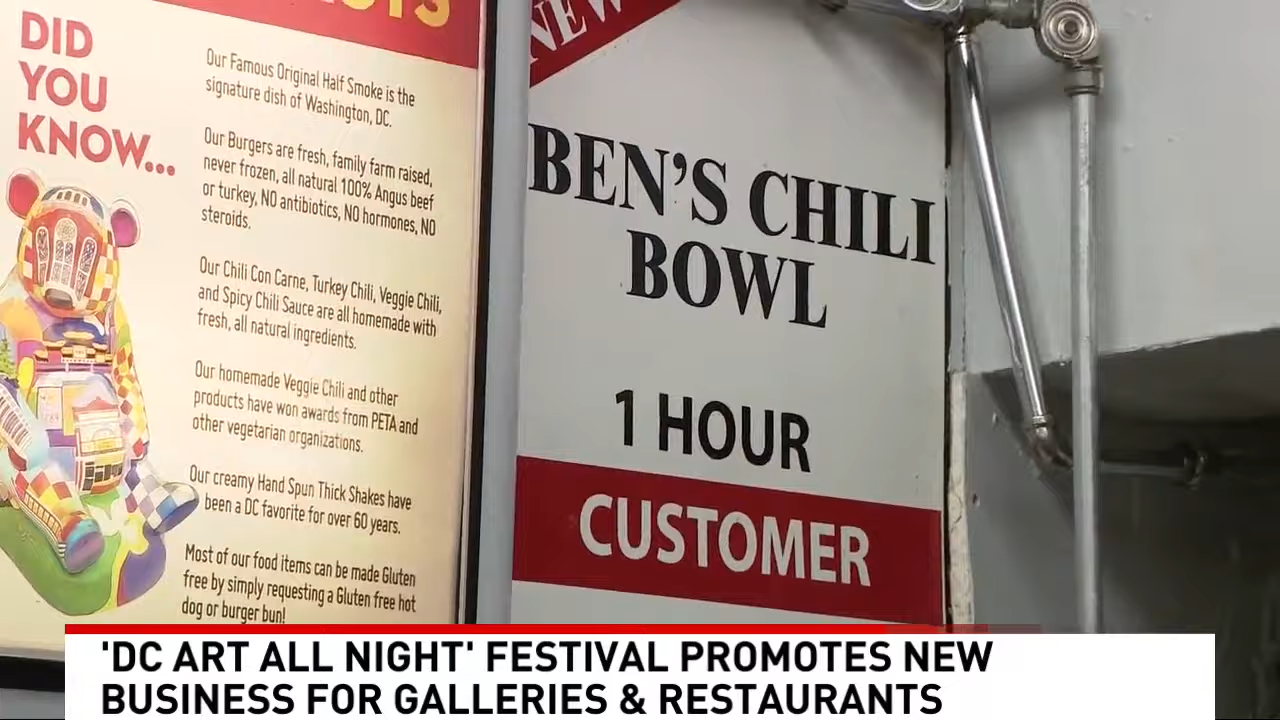 DID
YOU
KNOW...
Our Famous Original Half Smoke is the
signature dish of Washington, DC.
Our Burgers are fresh, family farm raised,
never frozen, all natural 100% Angus beef
or turkey, NO antibiotics, NO hormones, NO
steroids.
Our Chili Con Carne, Turkey Chili, Veggie Chili,
and Spicy Chili Sauce are all homemade with
fresh, all natural ingredients.
Our homemade Veggie Chili and other
products have won awards from PETA and
other vegetarian organizations.
Our creamy Hand Spun Thick Shakes have
been a DC favorite for over 60 years.
Most of our food items can be made Gluten
free by simply requesting a Gluten free hot
dog or burger bun!
NEW
BEN'S CHILI
BOWL
1 HOUR
CUSTOMER
'DC ART ALL NIGHT' FESTIVAL PROMOTES NEW
BUSINESS FOR GALLERIES & RESTAURANTS